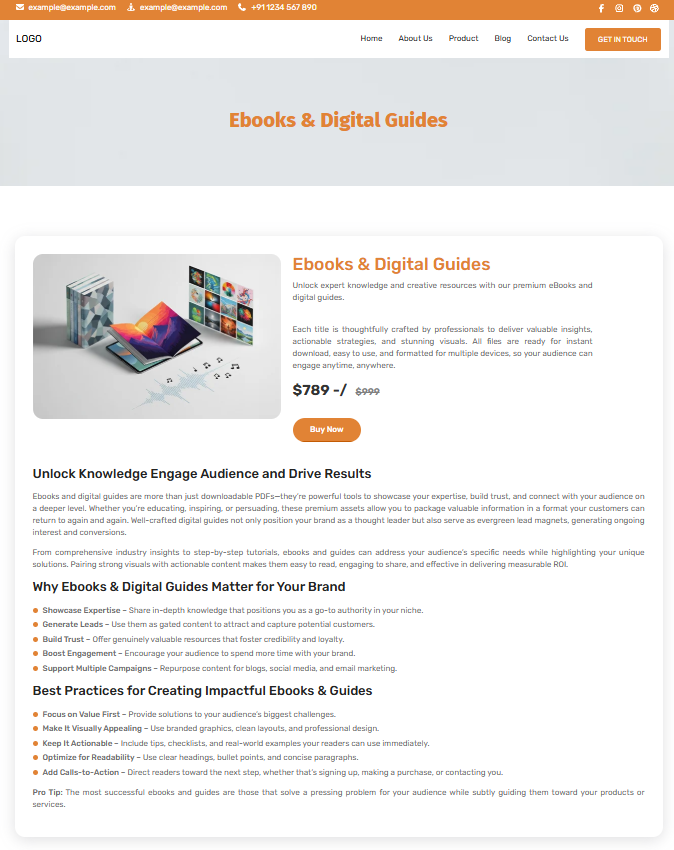 example@example.com example@example.com +91 1234 567 890
LOGO Home About Us Product Blog Contact Us GET IN TOUCH
Ebooks & Digital Guides
Ebooks & Digital Guides
Unlock expert knowledge and creative resources with our premium eBooks and
digital guides.
Each title is thoughtfully crafted by professionals to deliver valuable insights,
actionable strategies, and stunning visuals. All files are ready for instant
download, easy to use, and formatted for multiple devices, so your audience can
engage anytime, anywhere.
$789 -/ $999
Buy Now
Unlock Knowledge Engage Audience and Drive Results
Ebooks and digital guides are more than just downloadable PDFs—they're powerful tools to showcase your expertise, build trust, and connect with your audience on
a deeper level. Whether you're educating, inspiring, or persuading, these premium assets allow you to package valuable information in a format your customers can
return to again and again. Well-crafted digital guides not only position your brand as a thought leader but also serve as evergreen lead magnets, generating ongoing
interest and conversions.
From comprehensive industry insights to step-by-step tutorials, ebooks and guides can address your audience's specific needs while highlighting your unique
solutions. Pairing strong visuals with actionable content makes them easy to read, engaging to share, and effective in delivering measurable ROI.
Why Ebooks & Digital Guides Matter for Your Brand
Showcase Expertise – Share in-depth knowledge that positions you as a go-to authority in your niche.
Generate Leads – Use them as gated content to attract and capture potential customers.
Build Trust – Offer genuinely valuable resources that foster credibility and loyalty.
Boost Engagement – Encourage your audience to spend more time with your brand.
Support Multiple Campaigns – Repurpose content for blogs, social media, and email marketing.
Best Practices for Creating Impactful Ebooks & Guides
Focus on Value First – Provide solutions to your audience's biggest challenges.
Make It Visually Appealing – Use branded graphics, clean layouts, and professional design.
Keep It Actionable – Include tips, checklists, and real-world examples your readers can use immediately.
Optimize for Readability – Use clear headings, bullet points, and concise paragraphs.
Add Calls-to-Action – Direct readers toward the next step, whether that's signing up, making a purchase, or contacting you.
Pro Tip: The most successful ebooks and guides are those that solve a pressing problem for your audience while subtly guiding them toward your products or
services.